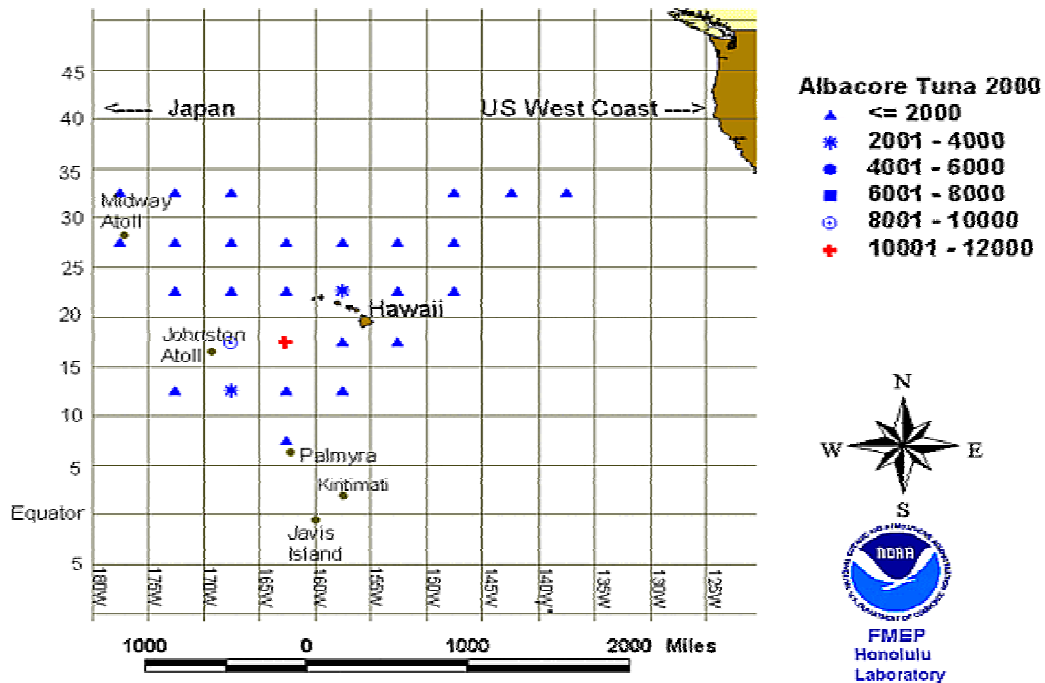 45
Japan
US West Coast
40
35
Midway
Atoll
30
25
Hawaii
20
Johnston
Atoll
15
10
Palmyra
5
Kiritimati
Equator
Javis
Island
5
180W
175W
170W
165W
160W
155W
150W
145W
140W
135W
130W
125W
1000 0 1000 2000 Miles
Albacore Tuna 2000
<= 2000
2001 - 4000
4001 - 6000
6001 - 8000
8001 - 10000
10001 - 12000
N
W E
S
NOAA
FMEP
Honolulu
Laboratory